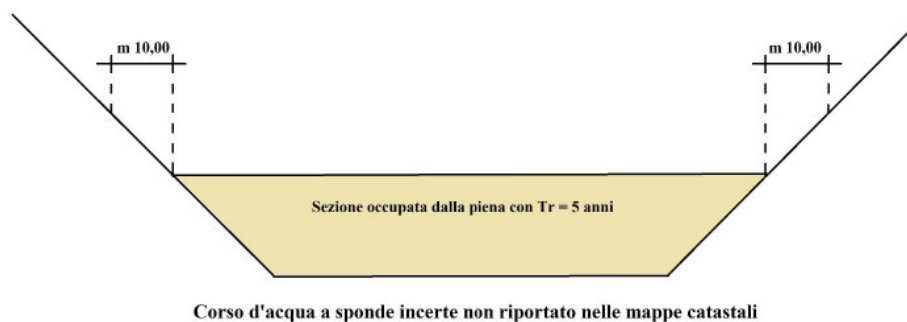 m 10,00
m 10,00
Sezione occupata dalla piena con Tr = 5 anni
Corso d'acqua a sponde incerte non riportato nelle mappe catastali